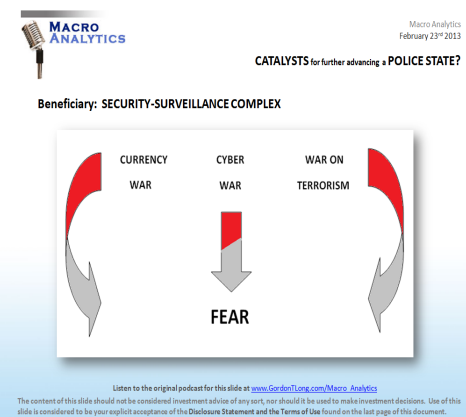 MACRO
ANALYTICS
Macro Analytics
February 23rd 2013
CATALYSTS for further advancing a POLICE STATE?
Beneficiary: SECURITY-SURVEILLANCE COMPLEX
CURRENCY CYBER WAR ON
WAR WAR TERRORISM
FEAR
Listen to the original podcast for this slide at www.GordonTLong.com/Macro_Analytics
The content of this slide should not be considered investment advice of any sort, nor should it be used to make investment decisions. Use of this
slide is considered to be your explicit acceptance of the Disclosure Statement and the Terms of Use found on the last page of this document.